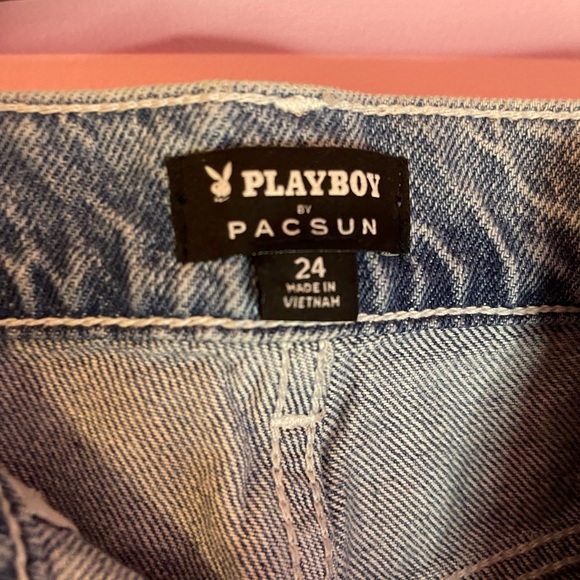 PLAYBOY
BY
PACSUN
24
MADE IN
VIETNAM